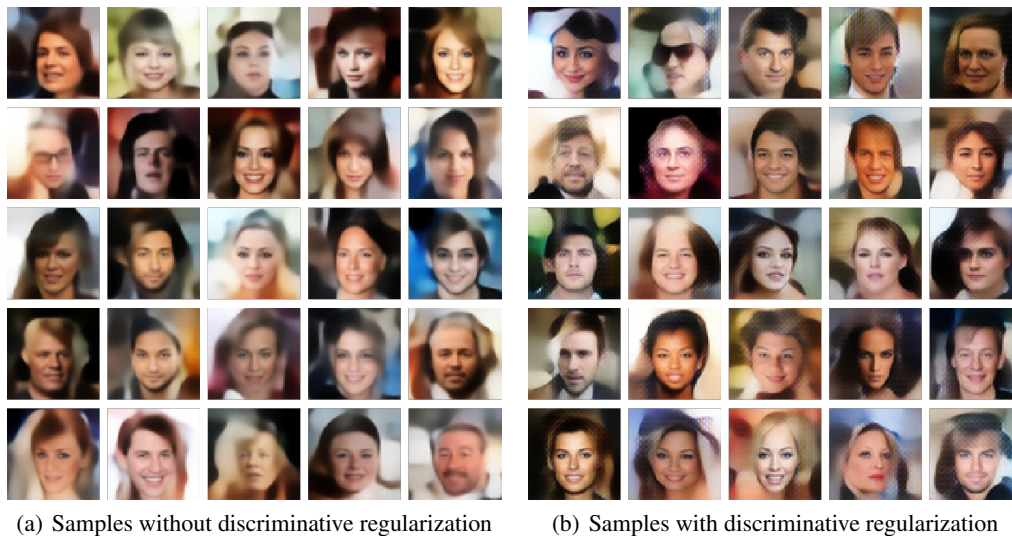 (a) Samples without discriminative regularization
(b) Samples with discriminative regularization